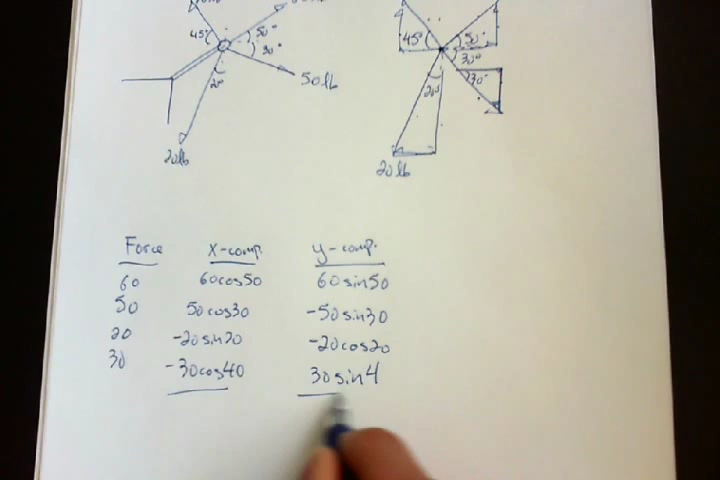 45° 50° 45° 50°
30° 30°
50lb 30°
20° 20°
20lb 20lb
Force x-comp. y-comp.
60 60cos50 60sin50
50 50cos30 -50sin30
20 -20sin20 -20cos20
30 -30cos40 30sin4